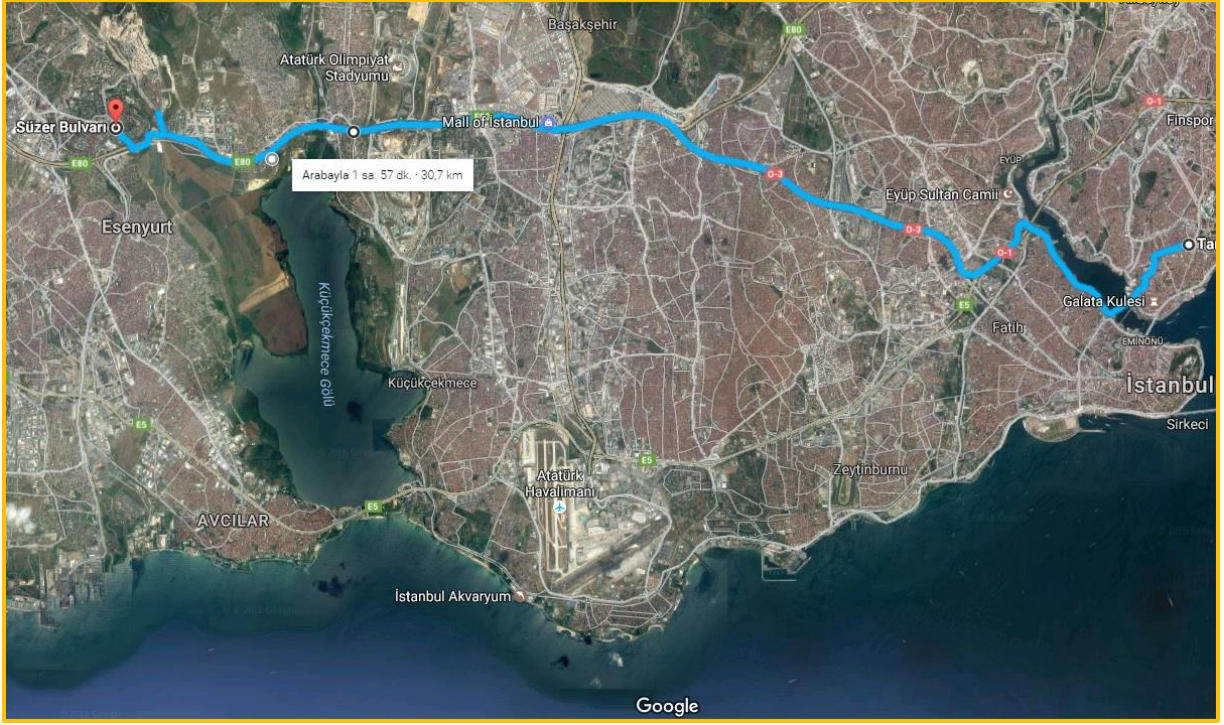 Başakşehir
E80
Atatürk Olimpiyat
Stadyumu
O-1
Süzer Bulvarı
Mall of İstanbul
Finspor
E80
E80
EYÜP
Arabayla 1 sa. 57 dk. · 30,7 km
O-3
Eyüp Sultan Camii
Esenyurt
O-3
O-1
Küçükçekmece Gölü
Galata Kulesi
E5
Fatih
EMİNÖNÜ
Küçükçekmece
İstanbul
E5
Sirkeci
E5
Atatürk
Havalimanı
Zeytinburnu
E5
AVCILAR
İstanbul Akvaryum
Google